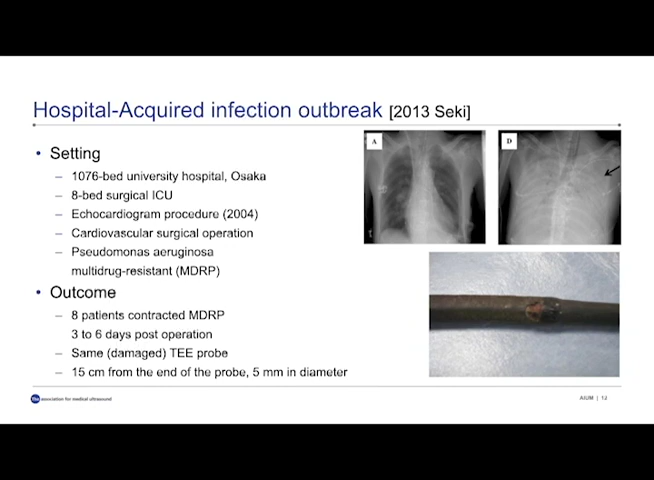 Hospital-Acquired infection outbreak [2013 Seki]
A
D
• Setting
– 1076-bed university hospital, Osaka
– 8-bed surgical ICU
– Echocardiogram procedure (2004)
– Cardiovascular surgical operation
– Pseudomonas aeruginosa
multidrug-resistant (MDRP)
• Outcome
– 8 patients contracted MDRP
3 to 6 days post operation
– Same (damaged) TEE probe
– 15 cm from the end of the probe, 5 mm in diameter
association for medical ultrasound
AIUM | 12